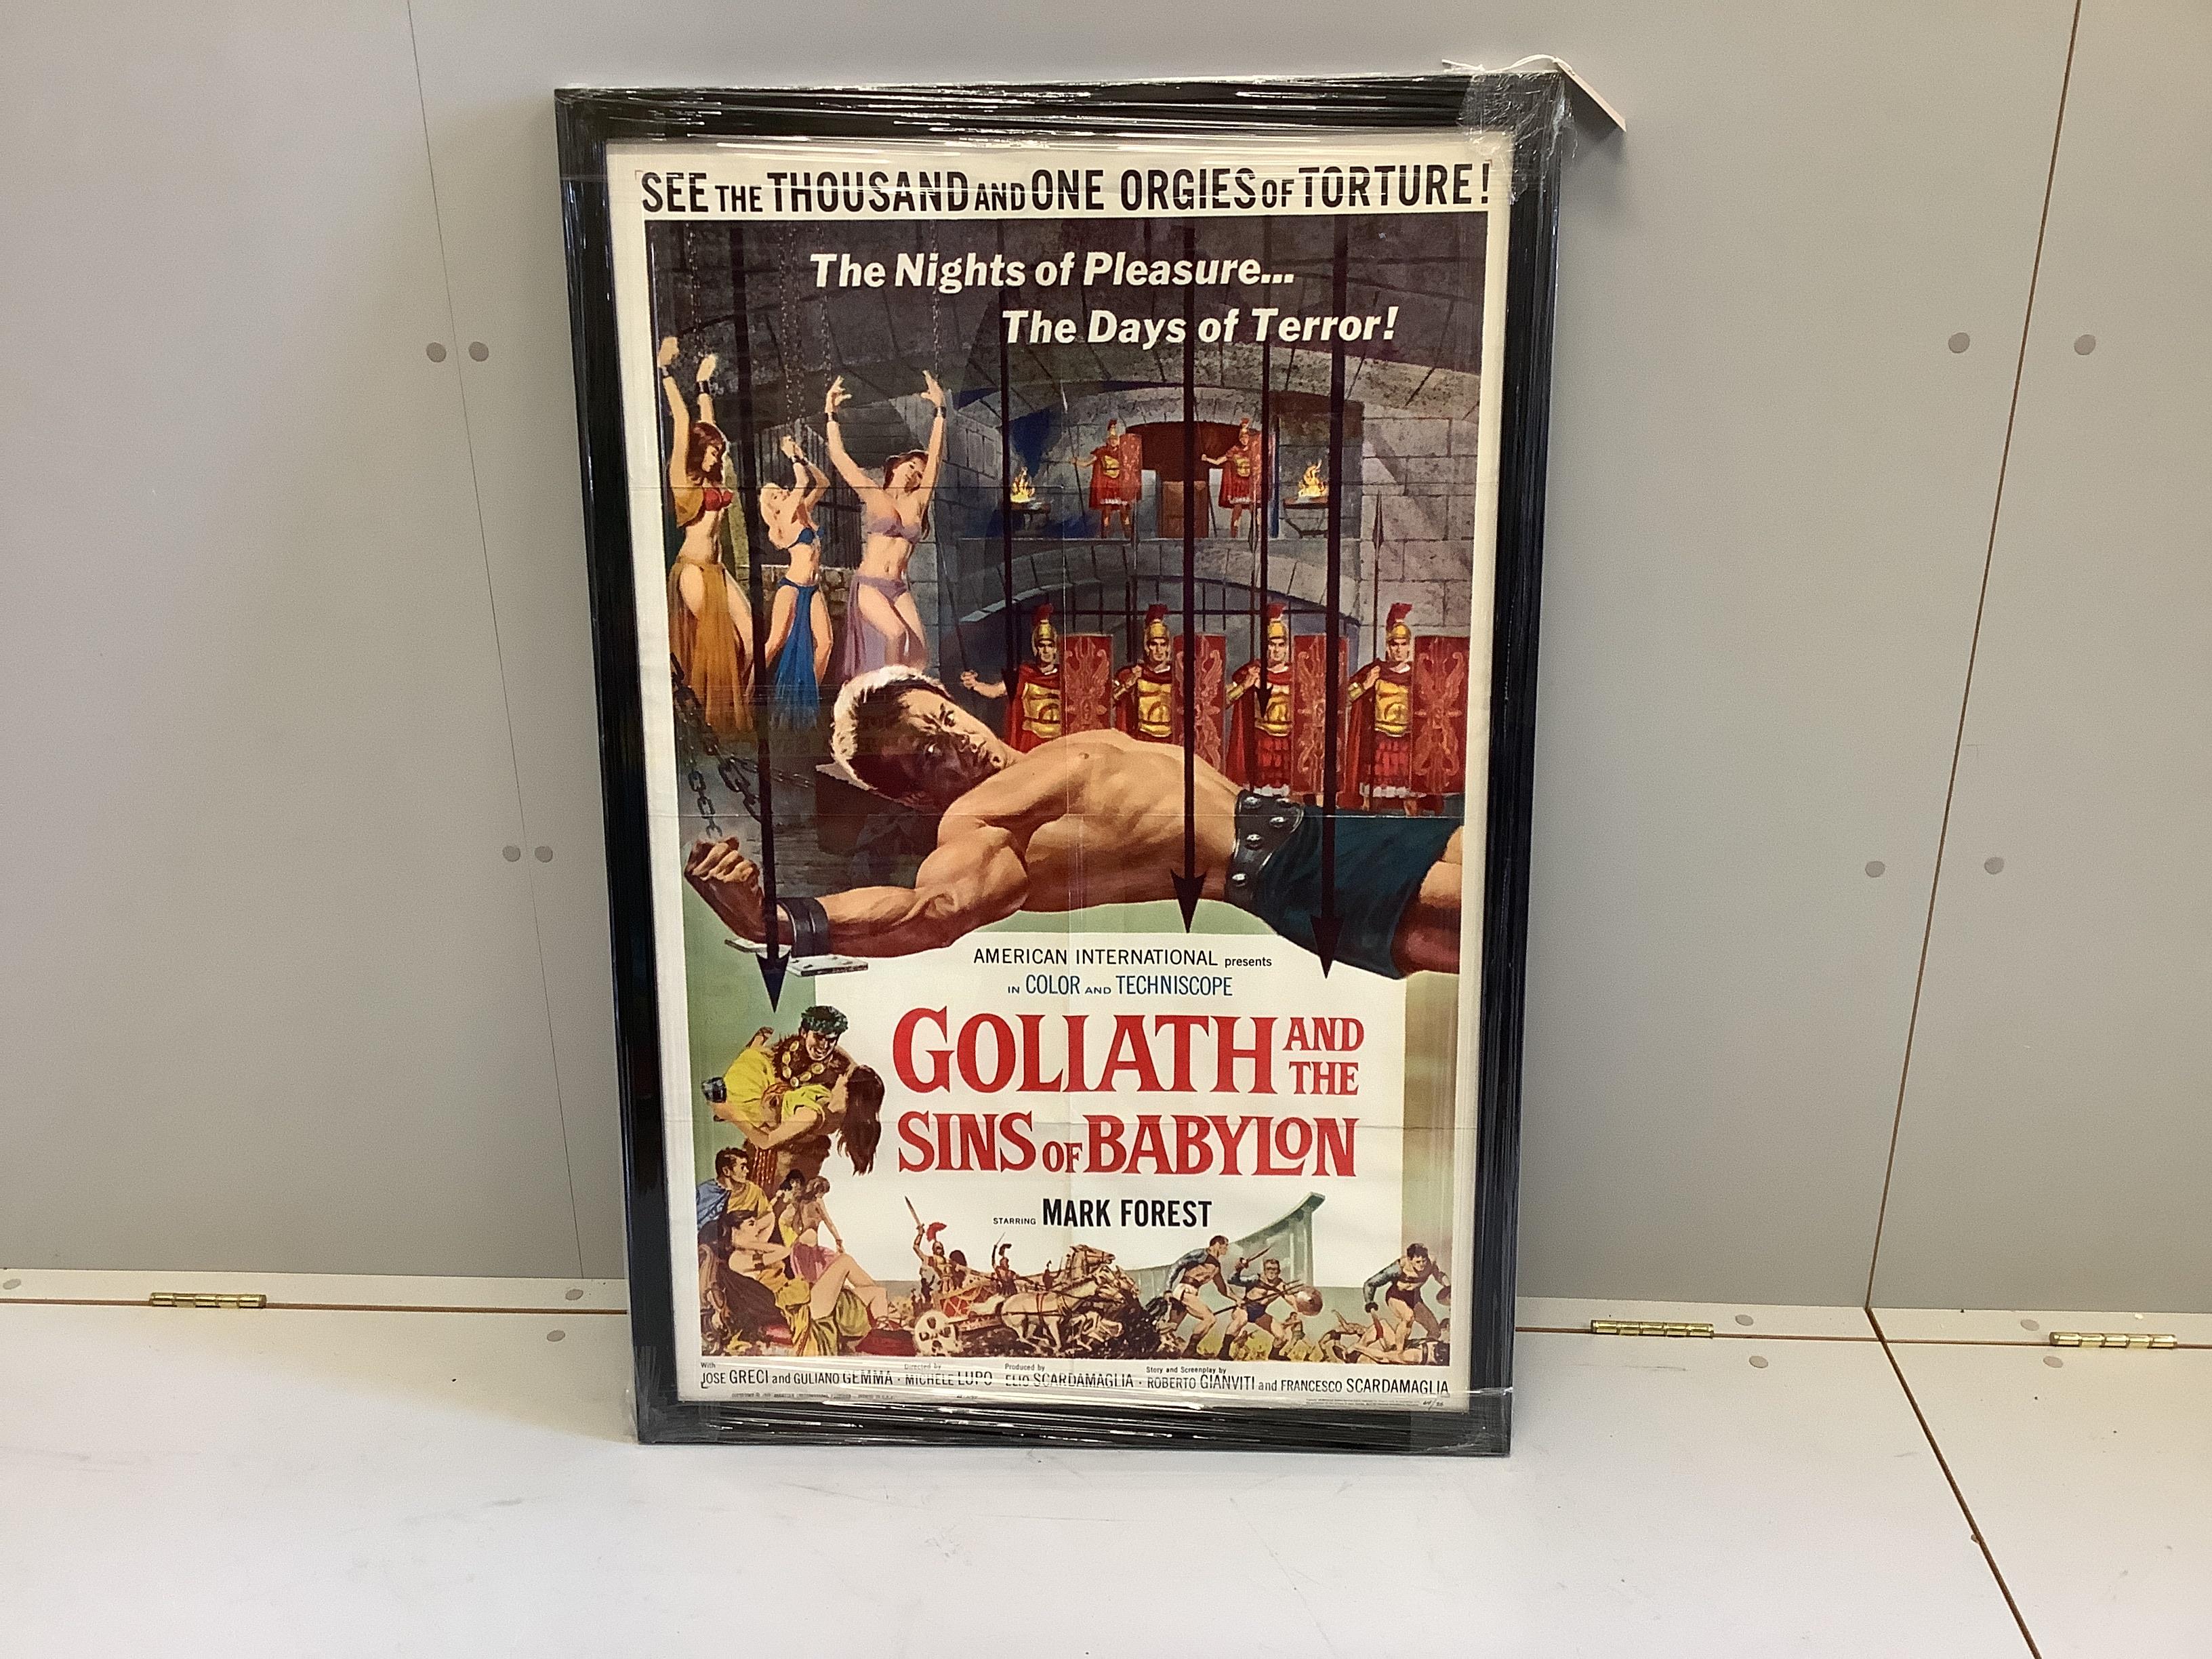 SEE THE THOUSAND AND ONE ORGIES OF TORTURE!
The Nights of Pleasure...
The Days of Terror!
AMERICAN INTERNATIONAL presents
IN COLOR AND TECHNISCOPE
GOLIATH AND THE
SINS OF BABYLON
STARRING MARK FOREST
With JOSE GRECI and GULIANO GEMMA · Directed by MICHELE LUPO Produced by ELIO SCARDAMAGLIA · Story and Screenplay by ROBERTO GIANVITI and FRANCESCO SCARDAMAGLIA